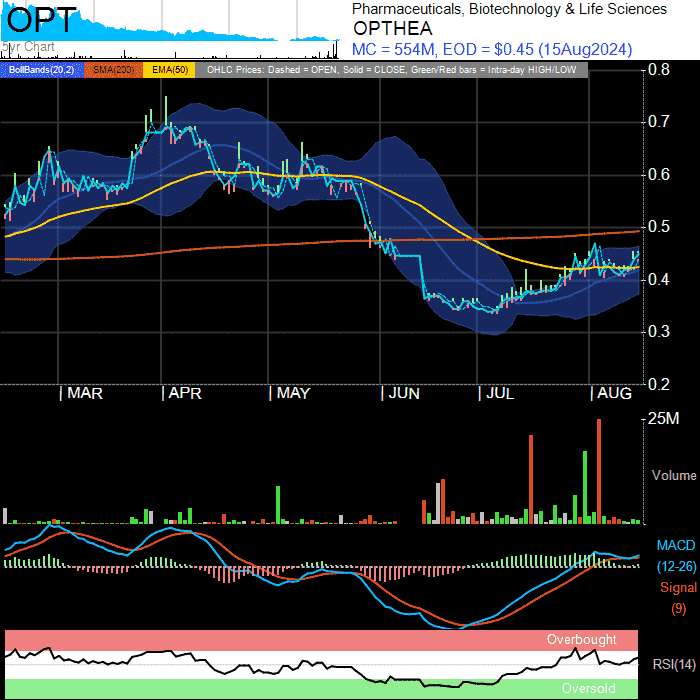 OPT
5yr Chart
Pharmaceuticals, Biotechnology & Life Sciences
OPTHEA
MC = 554M, EOD = $0.45 (15Aug2024)
BollBands(20,2) SMA(200) EMA(50) OHLC Prices: Dashed = OPEN, Solid = CLOSE, Green/Red bars = Intra-day HIGH/LOW
0.8
0.7
0.6
0.5
0.4
0.3
0.2
MAR APR MAY JUN JUL AUG
25M
Volume
MACD
(12-26)
Signal
(9)
Overbought
RSI(14)
Oversold